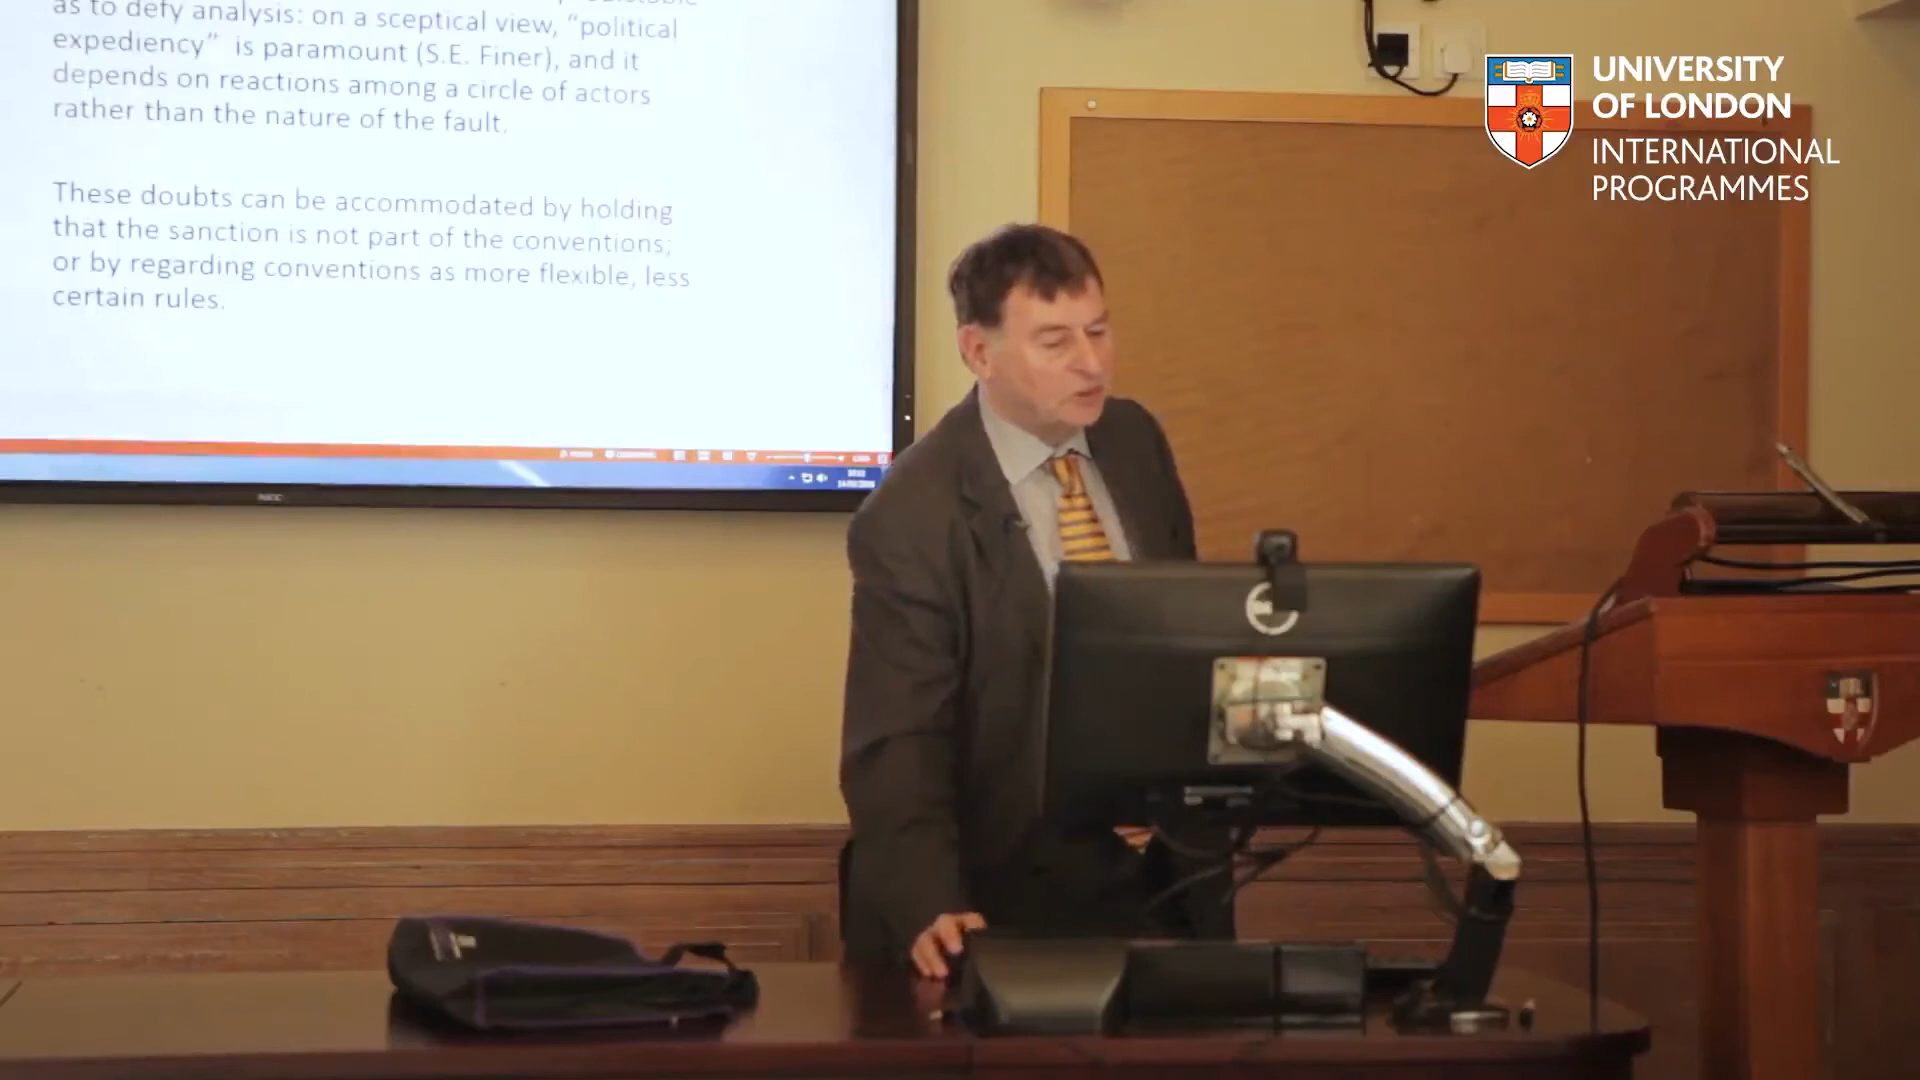 as to defy analysis: on a sceptical view, “political
expediency” is paramount (S.E. Finer), and it
depends on reactions among a circle of actors
rather than the nature of the fault.
These doubts can be accommodated by holding
that the sanction is not part of the conventions;
or by regarding conventions as more flexible, less
certain rules.
NEC
UNIVERSITY
OF LONDON
INTERNATIONAL
PROGRAMMES